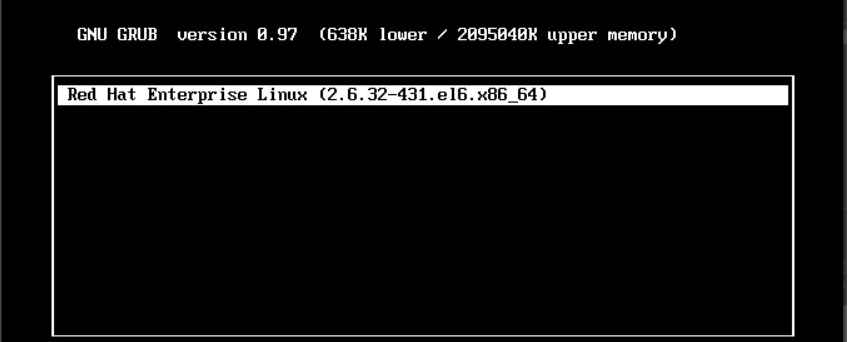 GNU GRUB version 0.97 (638K lower / 2095040K upper memory)
Red Hat Enterprise Linux (2.6.32-431.el6.x86_64)